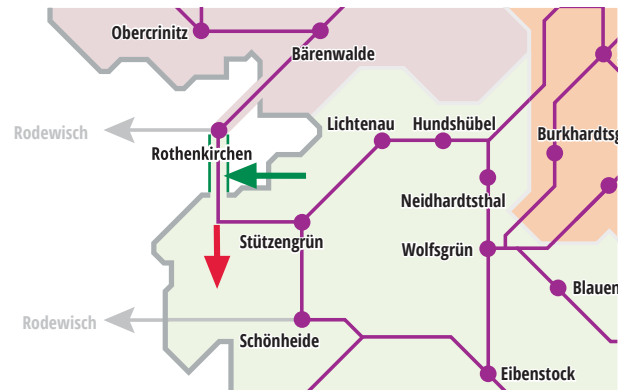 Obercrinitz
Bärenwalde
Rodewisch
Rothenkirchen
Lichtenau
Hundshübel
Burkhardtsg
Neidhardtsthal
Stützengrün
Wolfsgrün
Blauen
Rodewisch
Schönheide
Eibenstock